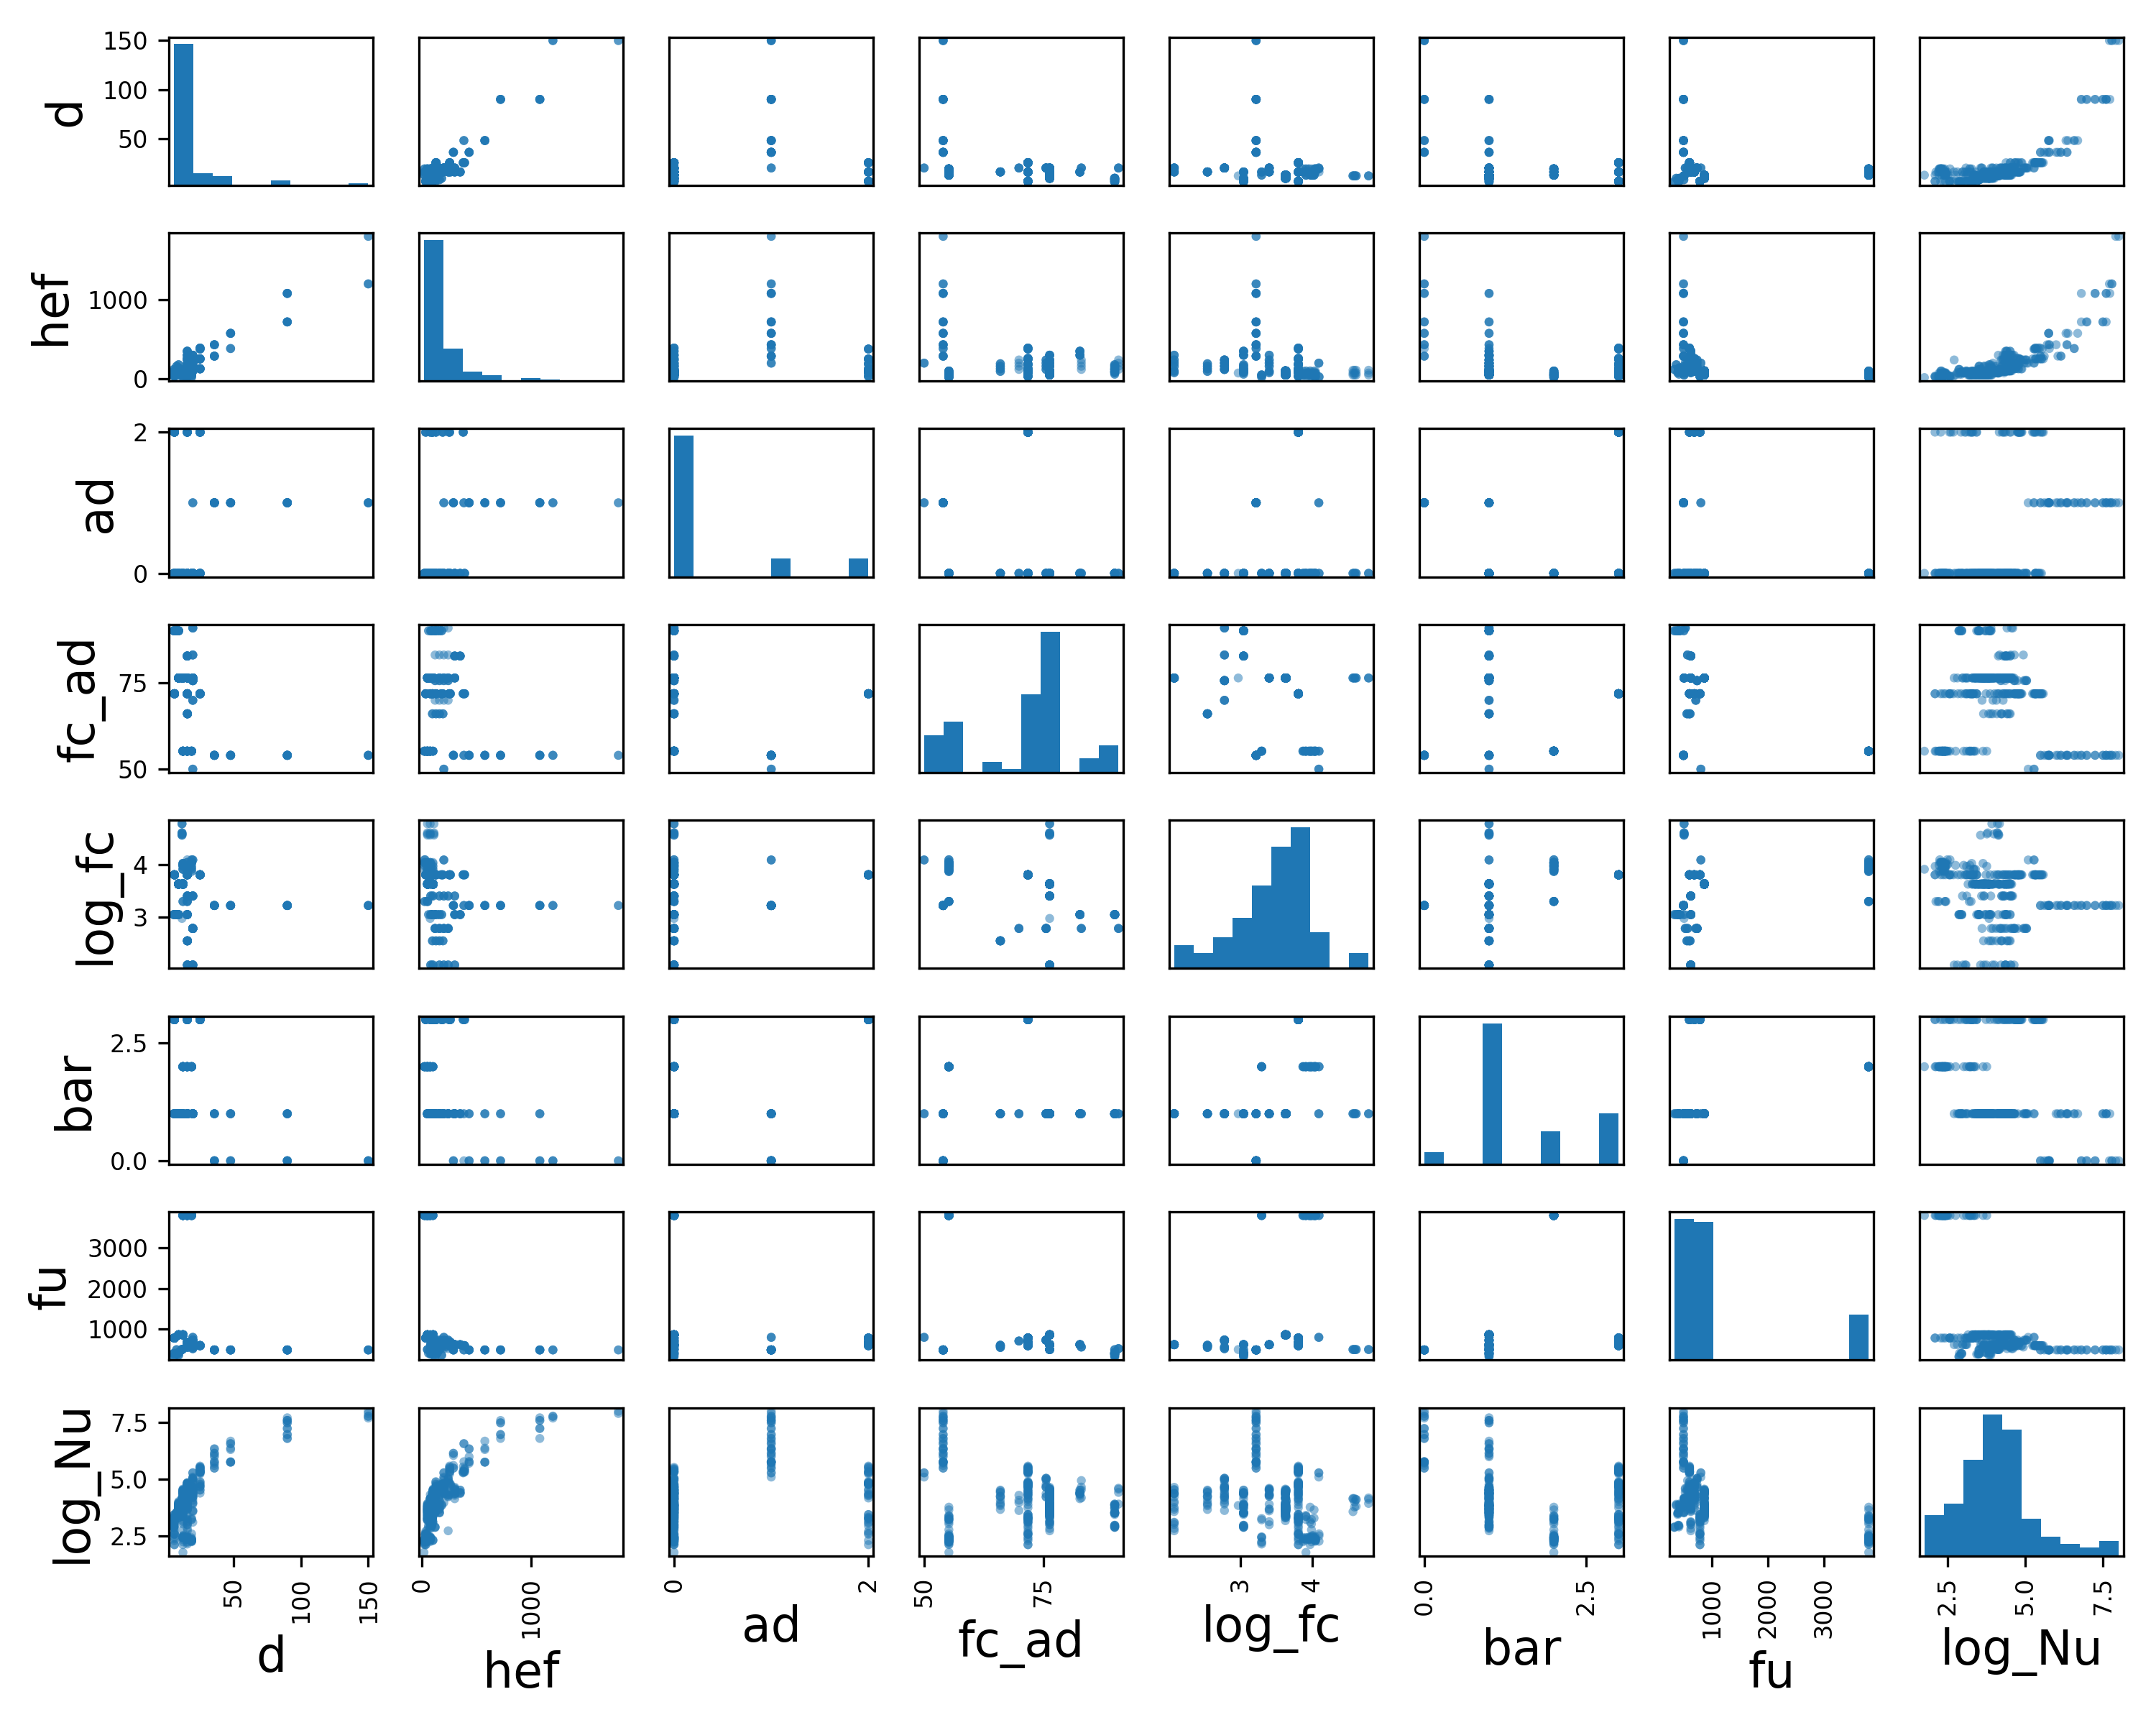 150
100
50
d
1000
0
hef
2
0
ad
75
50
fc_ad
4
3
log_fc
2.5
0.0
bar
3000
2000
1000
fu
7.5
5.0
2.5
log_Nu
50 100 150
0 1000
0 2
50 75
3 4
0.0 2.5
1000 2000 3000
2.5 5.0 7.5
d hef ad fc_ad log_fc bar fu log_Nu